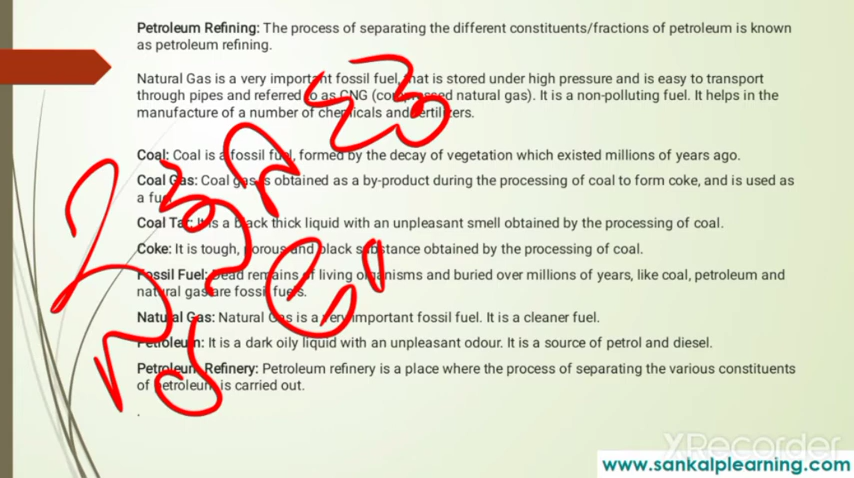 Petroleum Refining: The process of separating the different constituents/fractions of petroleum is known
as petroleum refining.
Natural Gas is a very important fossil fuel, that is stored under high pressure and is easy to transport
through pipes and referred to as CNG (compressed natural gas). It is a non-polluting fuel. It helps in the
manufacture of a number of chemicals and fertilizers.
Coal: Coal is a fossil fuel, formed by the decay of vegetation which existed millions of years ago.
Coal Gas: Coal gas is obtained as a by-product during the processing of coal to form coke, and is used as
a fuel.
Coal Tar: It is a black thick liquid with an unpleasant smell obtained by the processing of coal.
Coke: It is tough, porous and black substance obtained by the processing of coal.
Fossil Fuel: Dead remains of living organisms and buried over millions of years, like coal, petroleum and
natural gas are fossil fuels.
Natural Gas: Natural Gas is a very important fossil fuel. It is a cleaner fuel.
Petroleum: It is a dark oily liquid with an unpleasant odour. It is a source of petrol and diesel.
Petroleum Refinery: Petroleum refinery is a place where the process of separating the various constituents
of petroleum is carried out.
.
XRecorder
www.sankalplearning.com